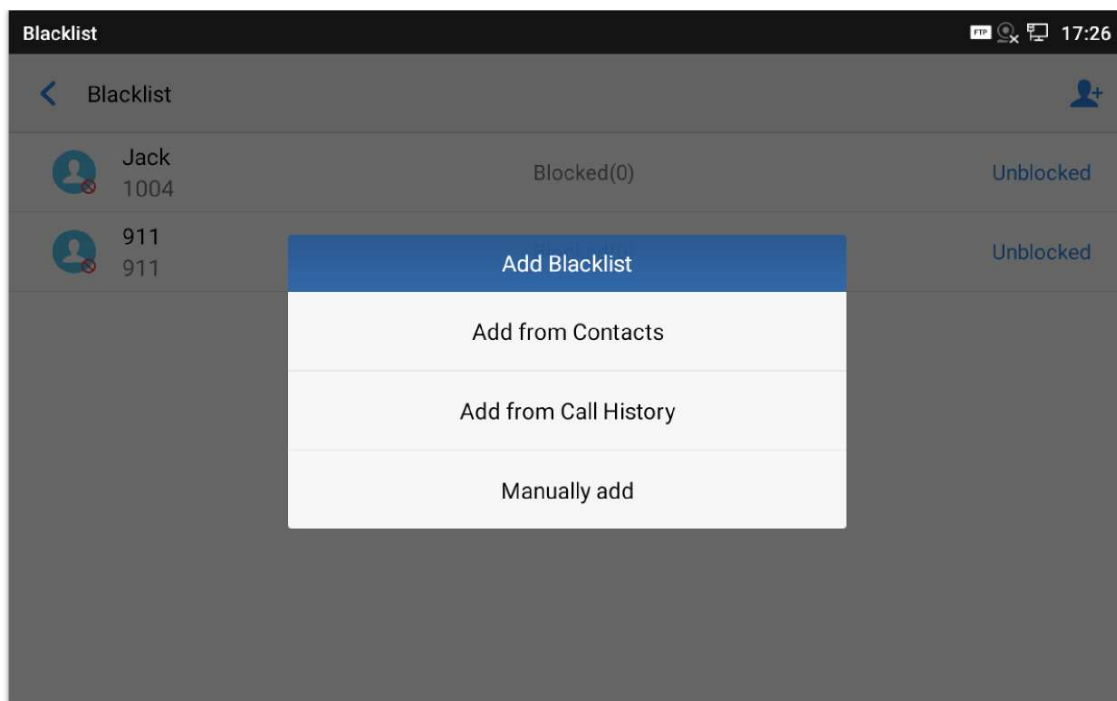 Blacklist
FTP
17:26
Blacklist
Jack
1004
Blocked(0)
Unblocked
911
911
Unblocked
Add Blacklist
Add from Contacts
Add from Call History
Manually add